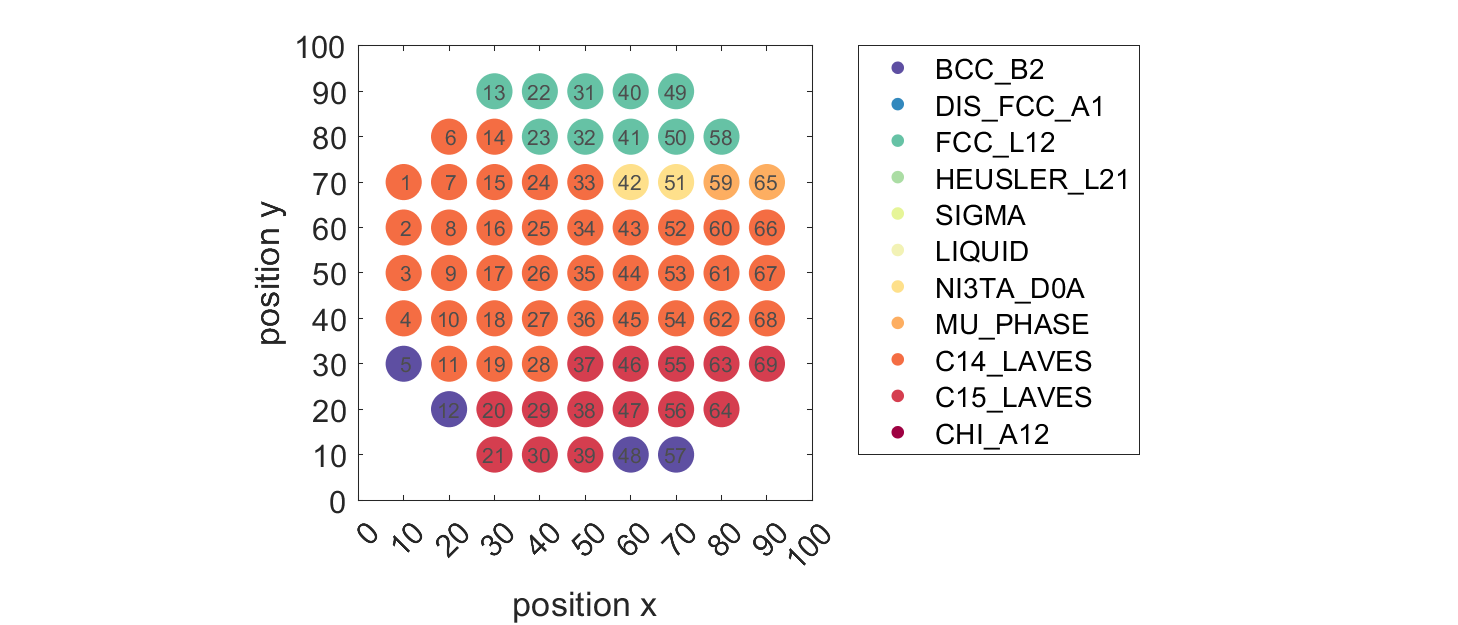 100
90
80
70
60
50
40
30
20
10
0
position y
13 22 31 40 49
6 14 23 32 41 50 58
1 7 15 24 33 42 51 59 65
2 8 16 25 34 43 52 60 66
3 9 17 26 35 44 53 61 67
4 10 18 27 36 45 54 62 68
5 11 19 28 37 46 55 63 69
12 20 29 38 47 56 64
21 30 39 48 57
0 10 20 30 40 50 60 70 80 90 100
position x
BCC_B2
DIS_FCC_A1
FCC_L12
HEUSLER_L21
SIGMA
LIQUID
NI3TA_D0A
MU_PHASE
C14_LAVES
C15_LAVES
CHI_A12